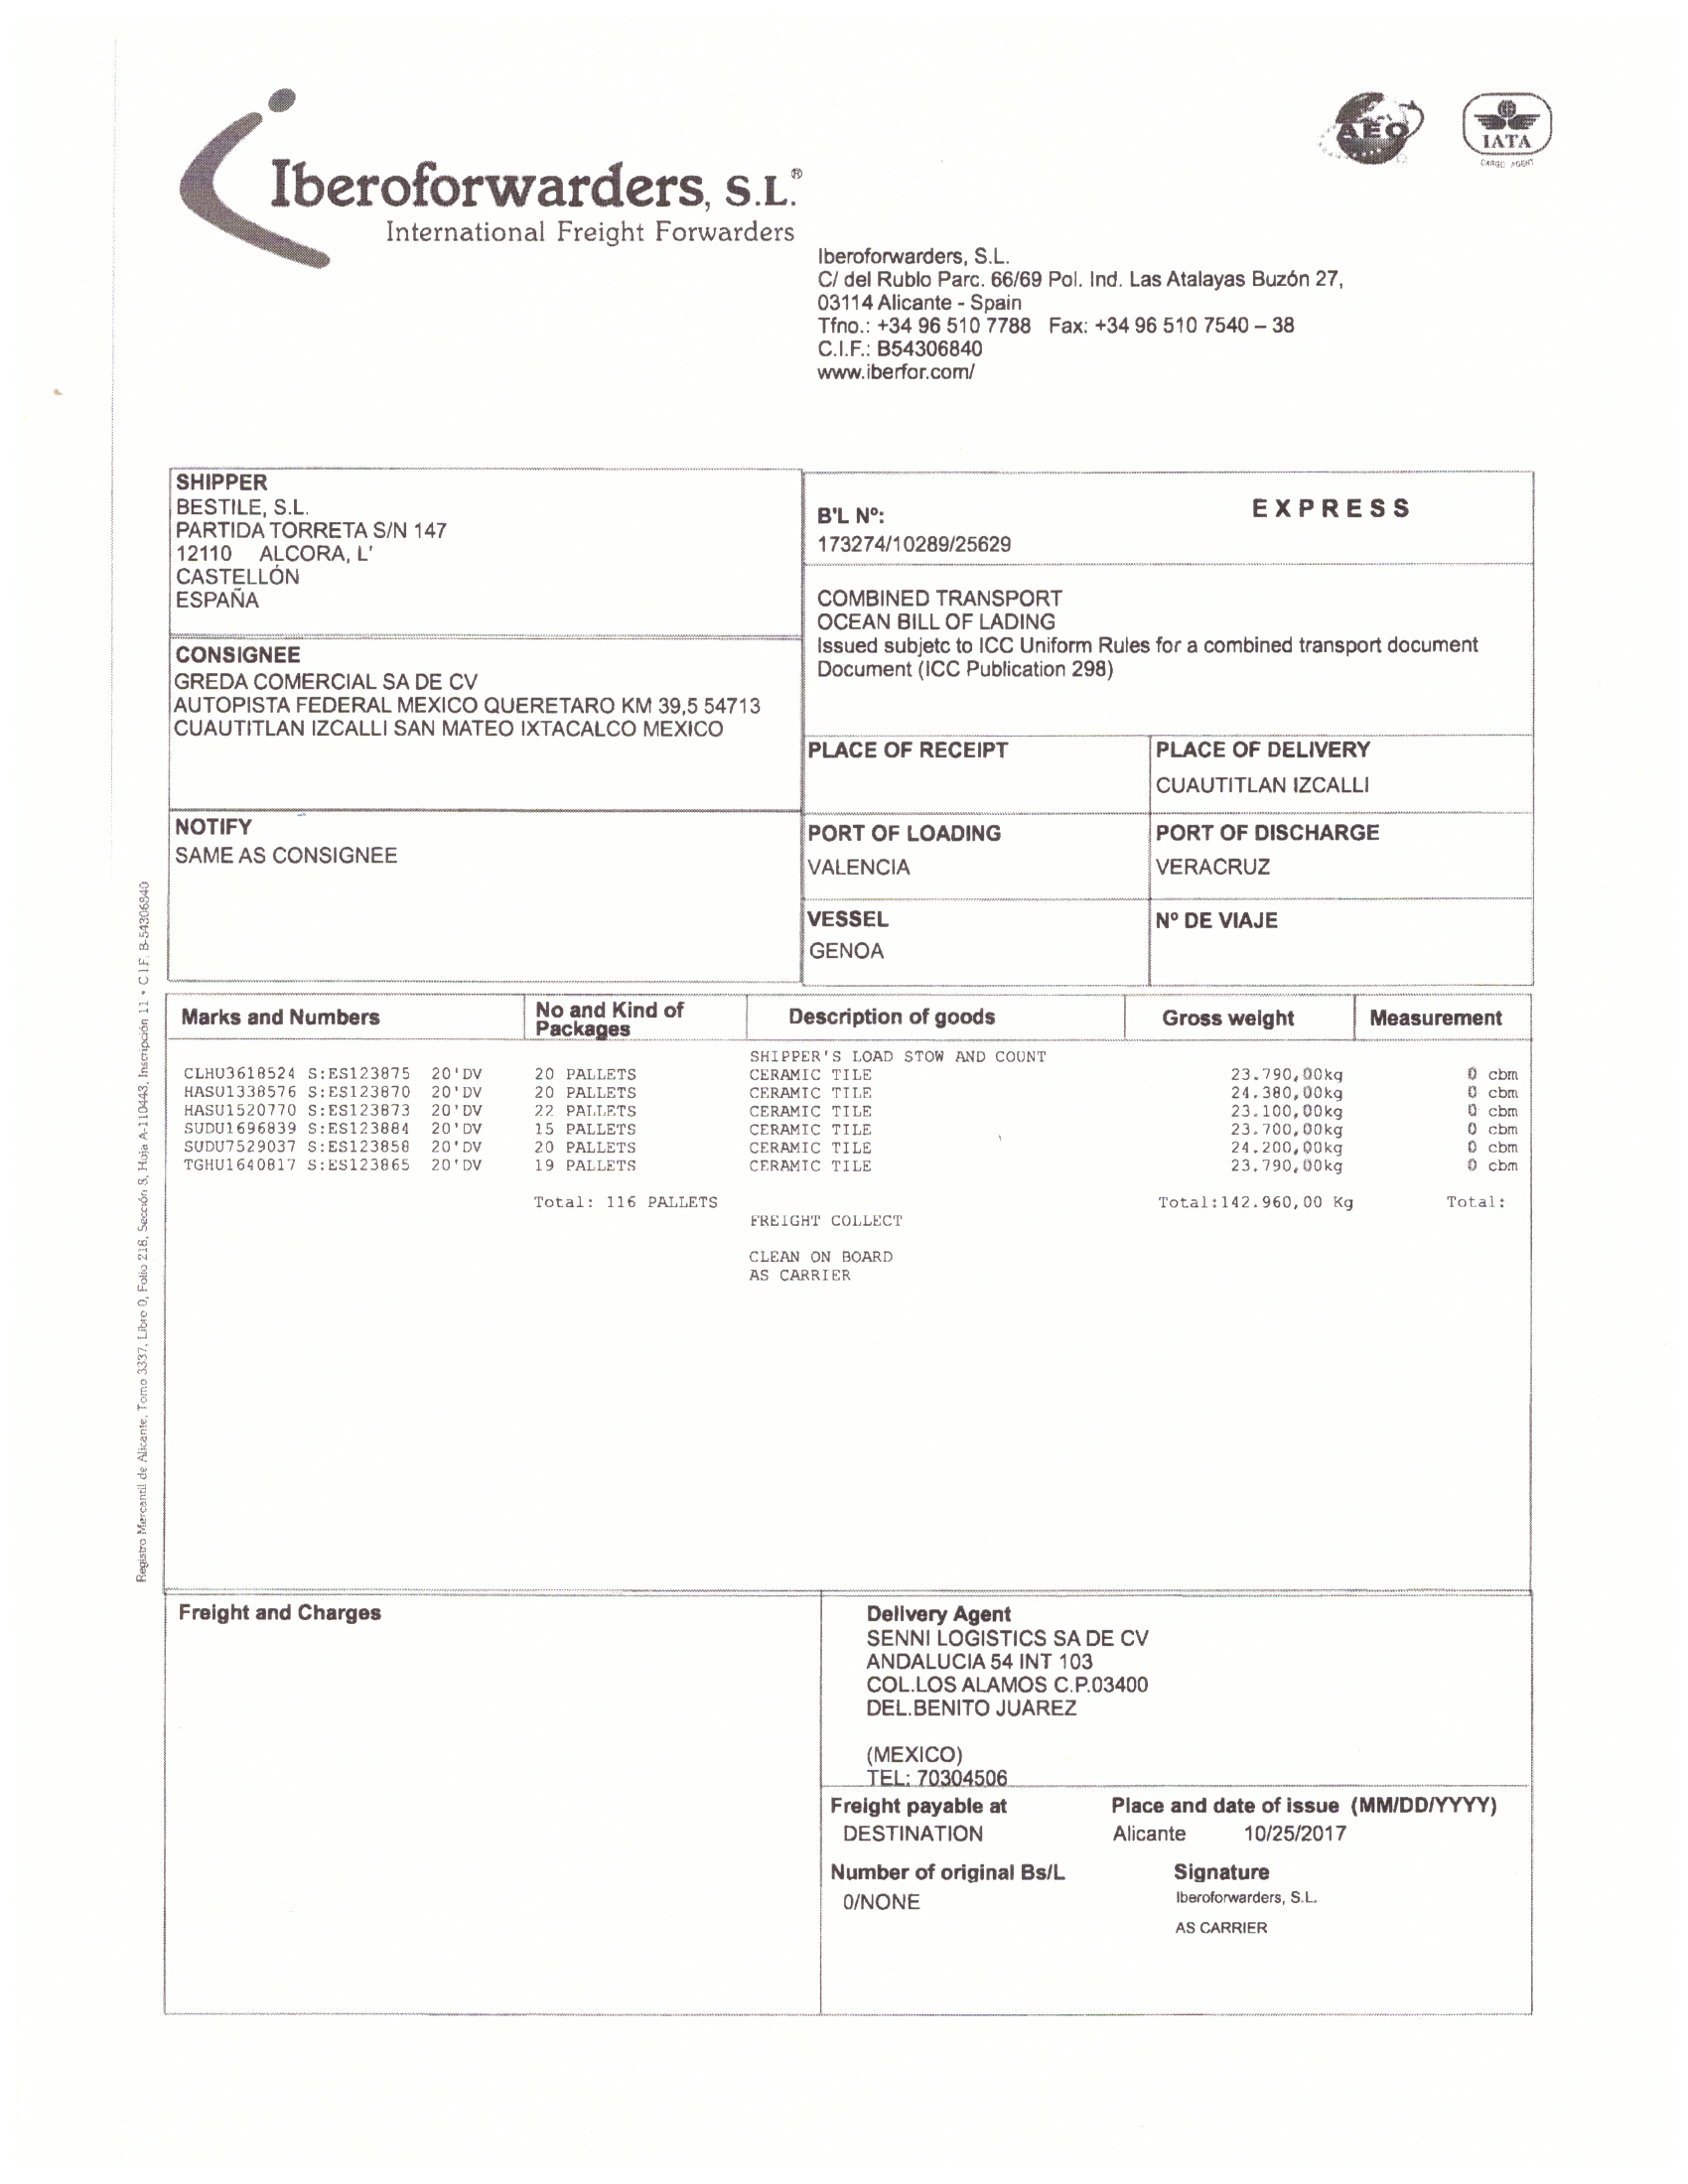 Iberoforwarders, S.L.®
International Freight Forwarders
AEO
IATA
CARGO AGENT
Iberoforwarders, S.L.
C/ del Rublo Parc. 66/69 Pol. Ind. Las Atalayas Buzón 27,
03114 Alicante - Spain
Tfno.: +34 96 510 7788 Fax: +34 96 510 7540 – 38
C.I.F.: B54306840
www.iberfor.com/
SHIPPER
BESTILE, S.L.
PARTIDA TORRETA S/N 147
12110 ALCORA, L'
CASTELLÓN
ESPAÑA
B'L Nº: EXPRESS
173274/10289/25629
COMBINED TRANSPORT
OCEAN BILL OF LADING
Issued subjetc to ICC Uniform Rules for a combined transport document
Document (ICC Publication 298)
CONSIGNEE
GREDA COMERCIAL SA DE CV
AUTOPISTA FEDERAL MEXICO QUERETARO KM 39,5 54713
CUAUTITLAN IZCALLI SAN MATEO IXTACALCO MEXICO
PLACE OF RECEIPT
PLACE OF DELIVERY
CUAUTITLAN IZCALLI
NOTIFY
SAME AS CONSIGNEE
PORT OF LOADING
VALENCIA
PORT OF DISCHARGE
VERACRUZ
VESSEL
GENOA
Nº DE VIAJE
Marks and Numbers No and Kind of Packages Description of goods Gross weight Measurement
SHIPPER'S LOAD STOW AND COUNT
CLHU3618524 S:ES123875 20'DV 20 PALLETS CERAMIC TILE 23.790,00kg 0 cbm
HASU1338576 S:ES123870 20'DV 20 PALLETS CERAMIC TILE 24.380,00kg 0 cbm
HASU1520770 S:ES123873 20'DV 22 PALLETS CERAMIC TILE 23.100,00kg 0 cbm
SUDU1696839 S:ES123884 20'DV 15 PALLETS CERAMIC TILE 23.700,00kg 0 cbm
SUDU7529037 S:ES123858 20'DV 20 PALLETS CERAMIC TILE 24.200,00kg 0 cbm
TGHU1640817 S:ES123865 20'DV 19 PALLETS CERAMIC TILE 23.790,00kg 0 cbm
Total: 116 PALLETS Total:142.960,00 Kg Total:
FREIGHT COLLECT
CLEAN ON BOARD
AS CARRIER
Registro Mercantil de Alicante, Tomo 3337, Libro 0, Folio 218, Sección 8, Hoja A-110443, Inscripción 11 • C.I.F. B-54306840
Freight and Charges
Delivery Agent
SENNI LOGISTICS SA DE CV
ANDALUCIA 54 INT 103
COL.LOS ALAMOS C.P.03400
DEL.BENITO JUAREZ
(MEXICO)
TEL: 70304506
Freight payable at
DESTINATION
Place and date of issue (MM/DD/YYYY)
Alicante 10/25/2017
Number of original Bs/L
0/NONE
Signature
Iberoforwarders, S.L.
AS CARRIER